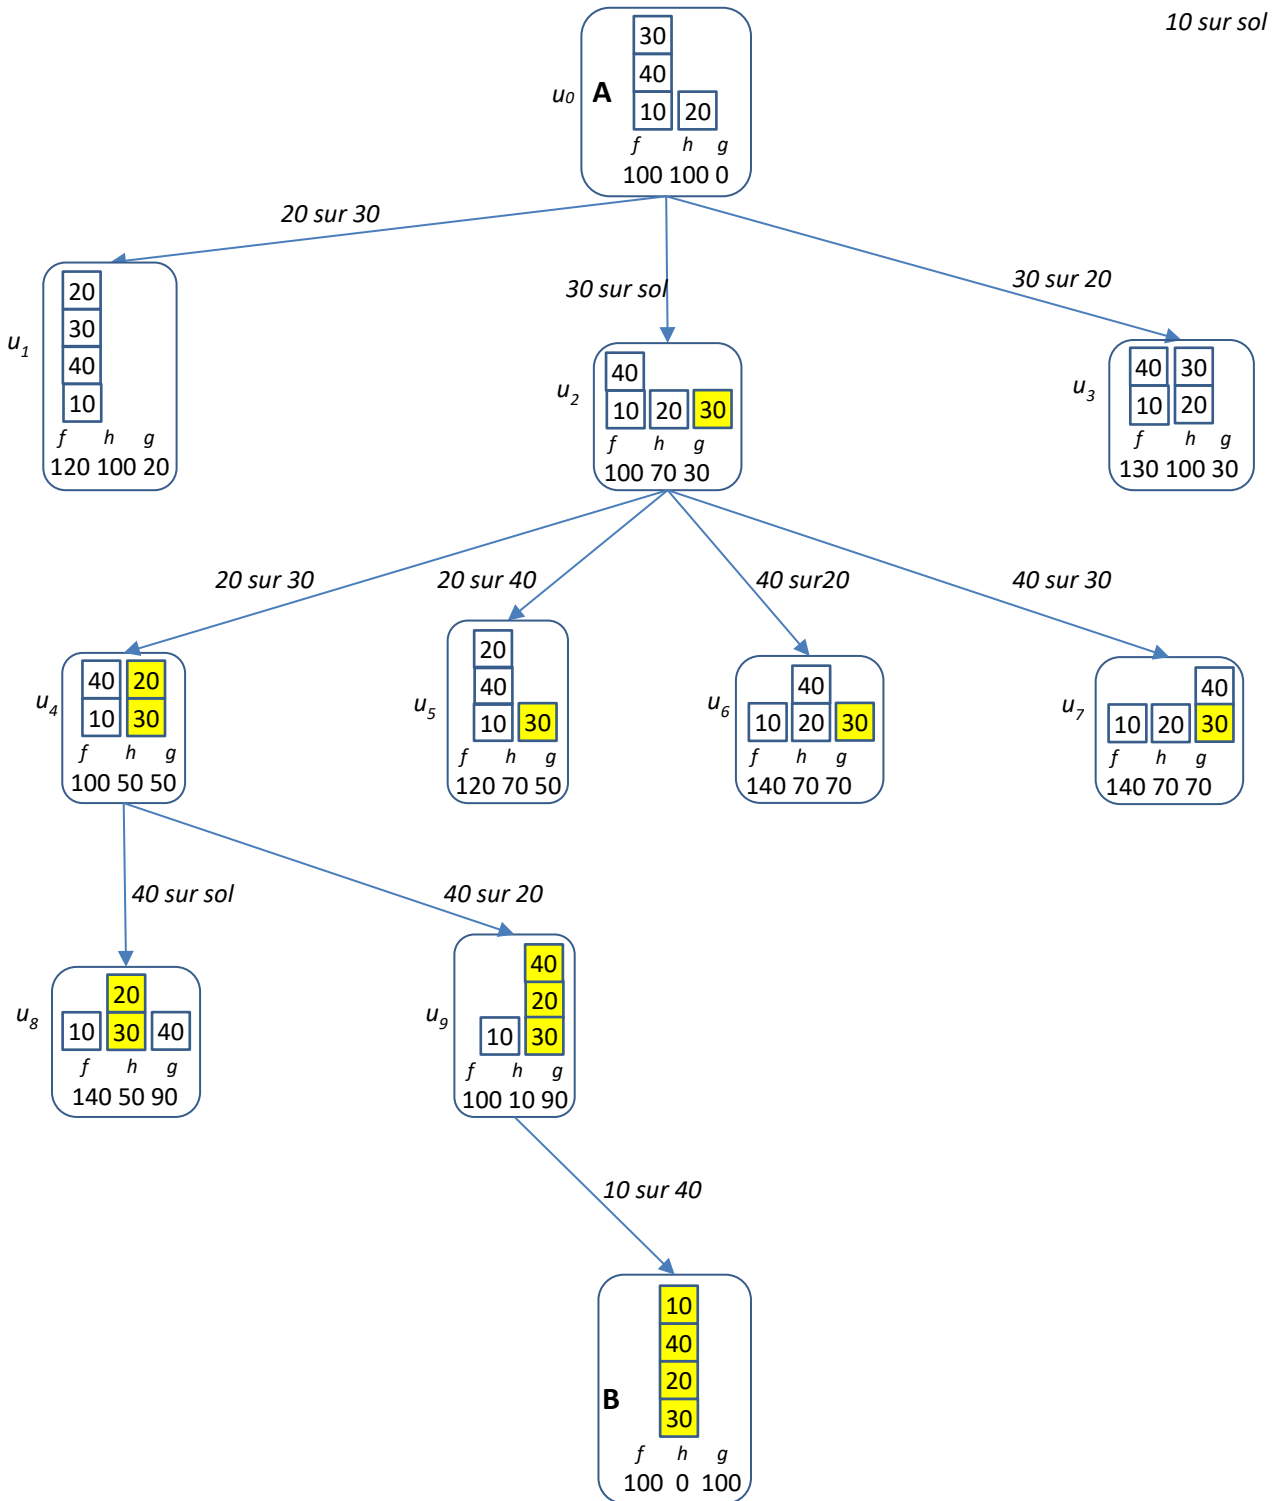 10 sur sol
30
40
u0 A
10 20
f h g
100 100 0
20 sur 30
30 sur sol
30 sur 20
20
30
40
10
u1
f h g
120 100 20
40
10 20 30
u2
f h g
100 70 30
40 30
10 20
u3
f h g
130 100 30
20 sur 30
20 sur 40
40 sur20
40 sur 30
40 20
10 30
u4
f h g
100 50 50
20
40
10 30
u5
f h g
120 70 50
40
10 20 30
u6
f h g
140 70 70
40
10 20 30
u7
f h g
140 70 70
40 sur sol
40 sur 20
20
10 30 40
u8
f h g
140 50 90
40
20
10 30
u9
f h g
100 10 90
10 sur 40
10
40
20
B
30
f h g
100 0 100